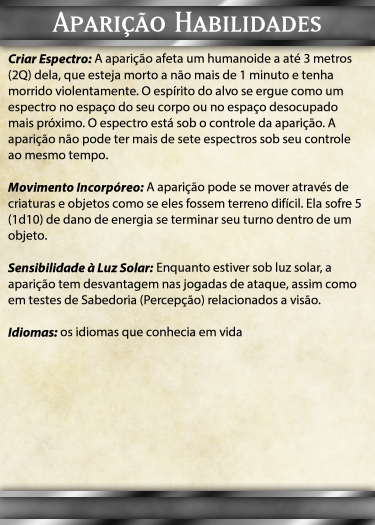 Aparição Habilidades
Criar Espectro: A aparição afeta um humanoide a até 3 metros
(2Q) dela, que esteja morto a não mais de 1 minuto e tenha
morrido violentamente. O espírito do alvo se ergue como um
espectro no espaço do seu corpo ou no espaço desocupado
mais próximo. O espectro está sob o controle da aparição. A
aparição não pode ter mais de sete espectros sob seu controle
ao mesmo tempo.
Movimento Incorpóreo: A aparição pode se mover através de
criaturas e objetos como se eles fossem terreno difícil. Ela sofre 5
(1d10) de dano de energia se terminar seu turno dentro de um
objeto.
Sensibilidade à Luz Solar: Enquanto estiver sob luz solar, a
aparição tem desvantagem nas jogadas de ataque, assim como
em testes de Sabedoria (Percepção) relacionados a visão.
Idiomas: os idiomas que conhecia em vida